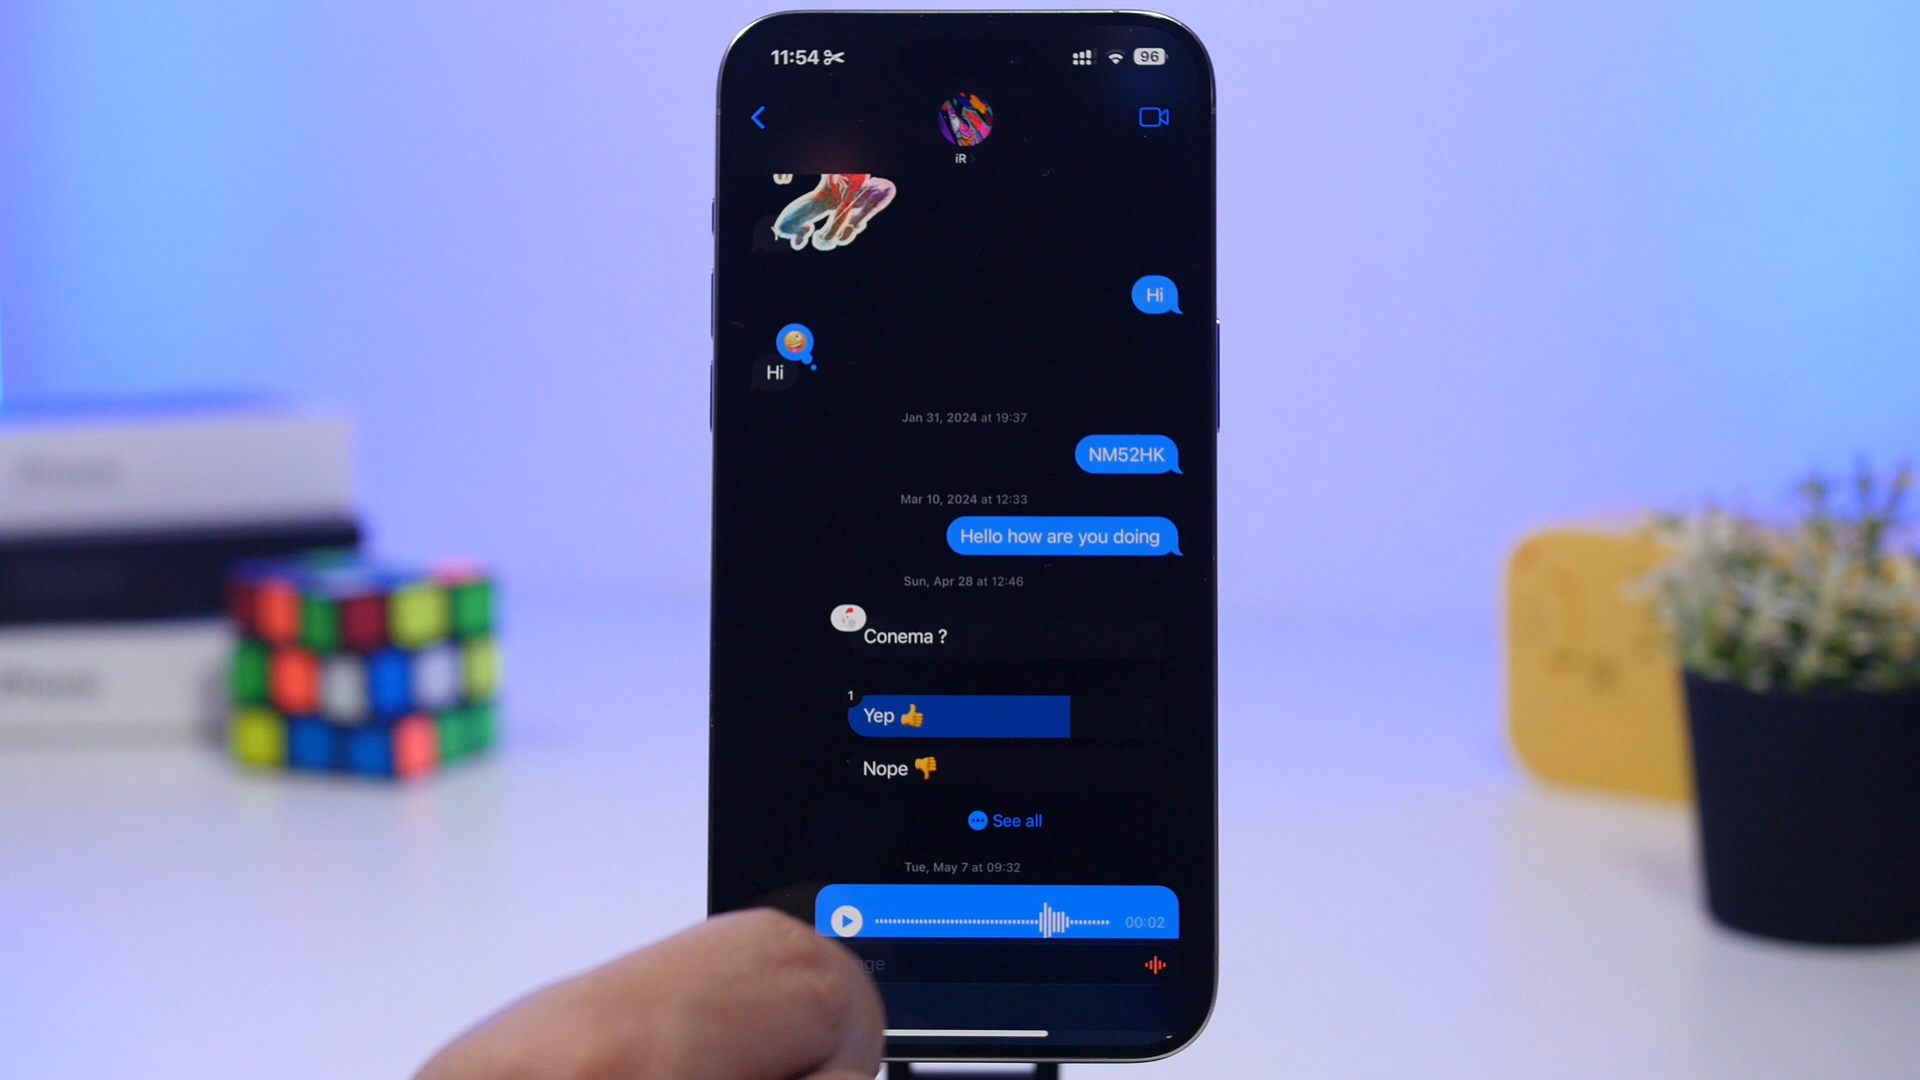 11:54
96
iR
Hi
Hi
Jan 31, 2024 at 19:37
NM52HK
Mar 10, 2024 at 12:33
Hello how are you doing
Sun, Apr 28 at 12:46
Conema ?
1
Yep 👍
Nope 👎
See all
Tue, May 7 at 09:32
00:02